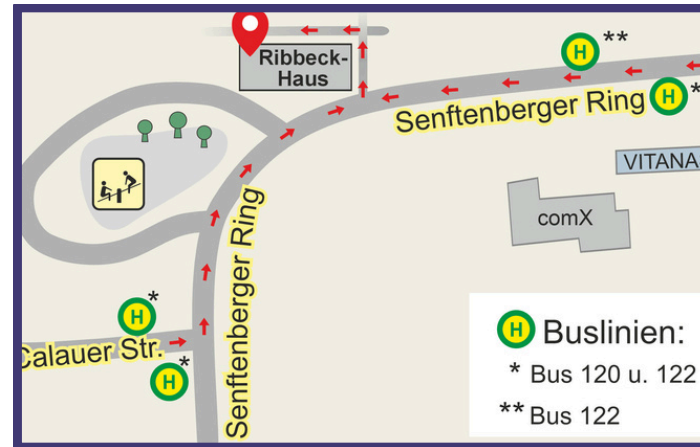 H **
Ribbeck-
Haus
H *
Senftenberger Ring
VITANA
comX
Senftenberger Ring
H *
Calauer Str.
H *
H Buslinien:
* Bus 120 u. 122
** Bus 122